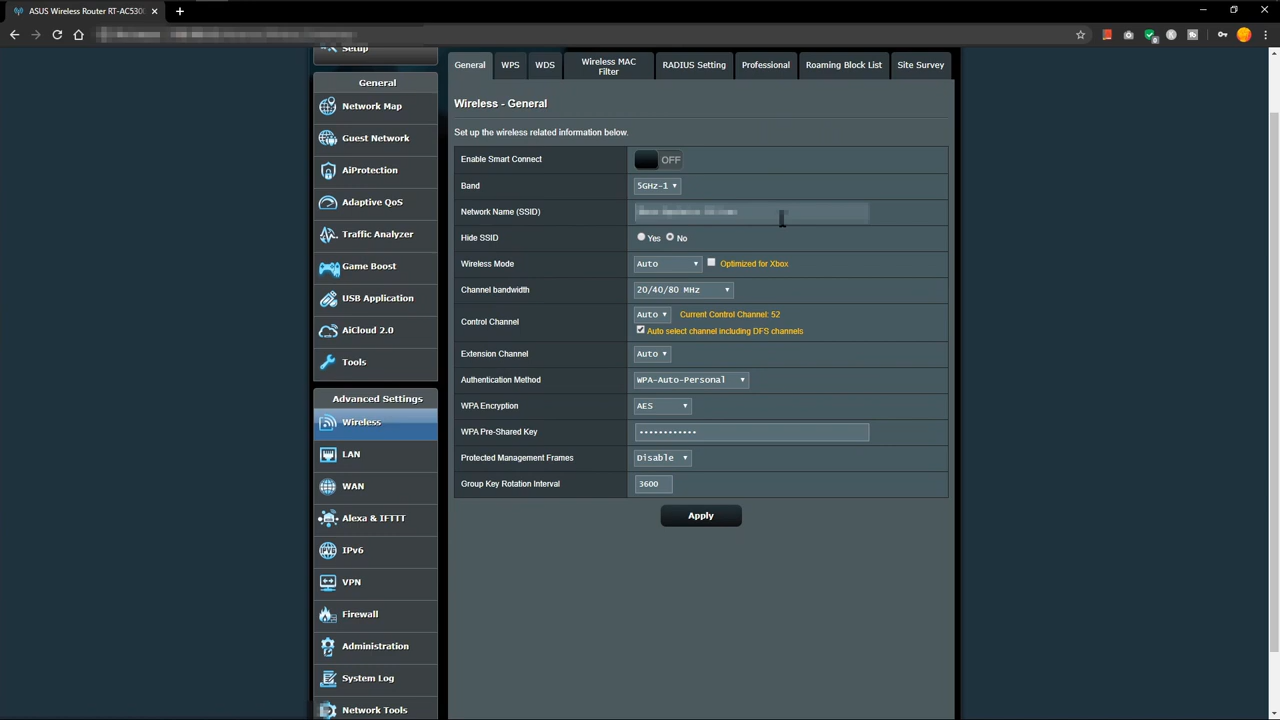 ASUS Wireless Router RT-AC530
Setup
General
Network Map
Guest Network
AiProtection
Adaptive QoS
Traffic Analyzer
Game Boost
USB Application
AiCloud 2.0
Tools
Advanced Settings
Wireless
LAN
WAN
Alexa & IFTTT
IPv6
VPN
Firewall
Administration
System Log
Network Tools
General WPS WDS Wireless MAC Filter RADIUS Setting Professional Roaming Block List Site Survey
Wireless - General
Set up the wireless related information below.
Enable Smart Connect OFF
Band 5GHz-1
Network Name (SSID)
Hide SSID Yes No
Wireless Mode Auto Optimized for Xbox
Channel bandwidth 20/40/80 MHz
Control Channel Auto Current Control Channel: 52
Auto select channel including DFS channels
Extension Channel Auto
Authentication Method WPA-Auto-Personal
WPA Encryption AES
WPA Pre-Shared Key ••••••••••••
Protected Management Frames Disable
Group Key Rotation Interval 3600
Apply